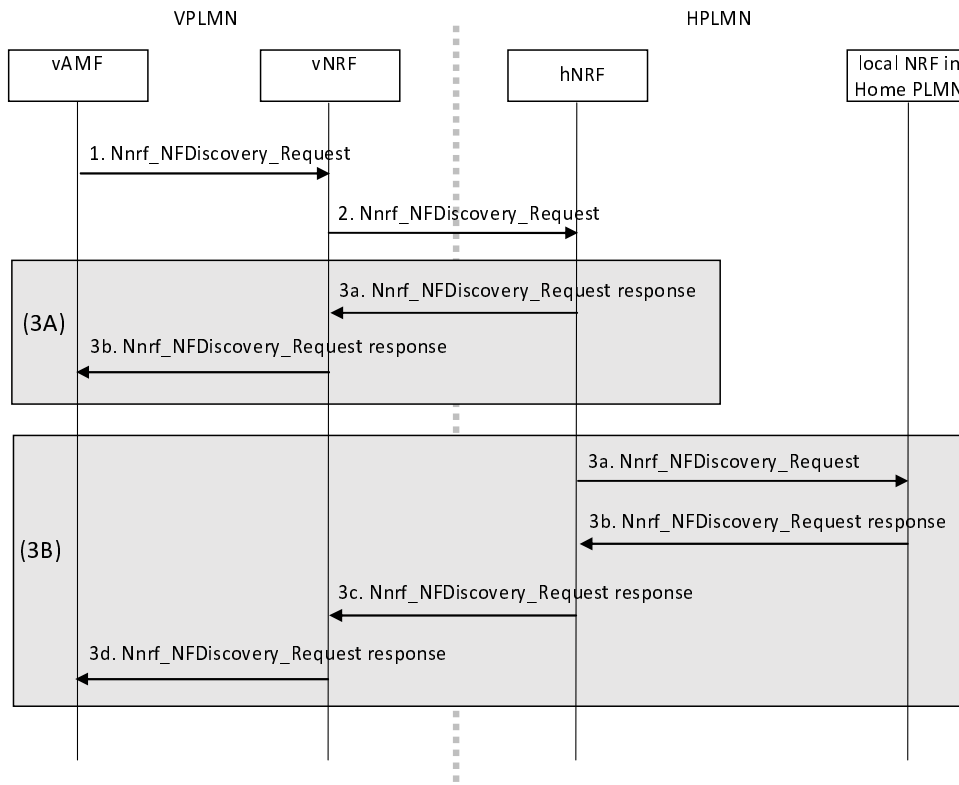 VPLMN
HPLMN
vAMF
vNRF
hNRF
local NRF in
Home PLMN
1. Nnrf_NFDiscovery_Request
2. Nnrf_NFDiscovery_Request
(3A)
3a. Nnrf_NFDiscovery_Request response
3b. Nnrf_NFDiscovery_Request response
(3B)
3a. Nnrf_NFDiscovery_Request
3b. Nnrf_NFDiscovery_Request response
3c. Nnrf_NFDiscovery_Request response
3d. Nnrf_NFDiscovery_Request response